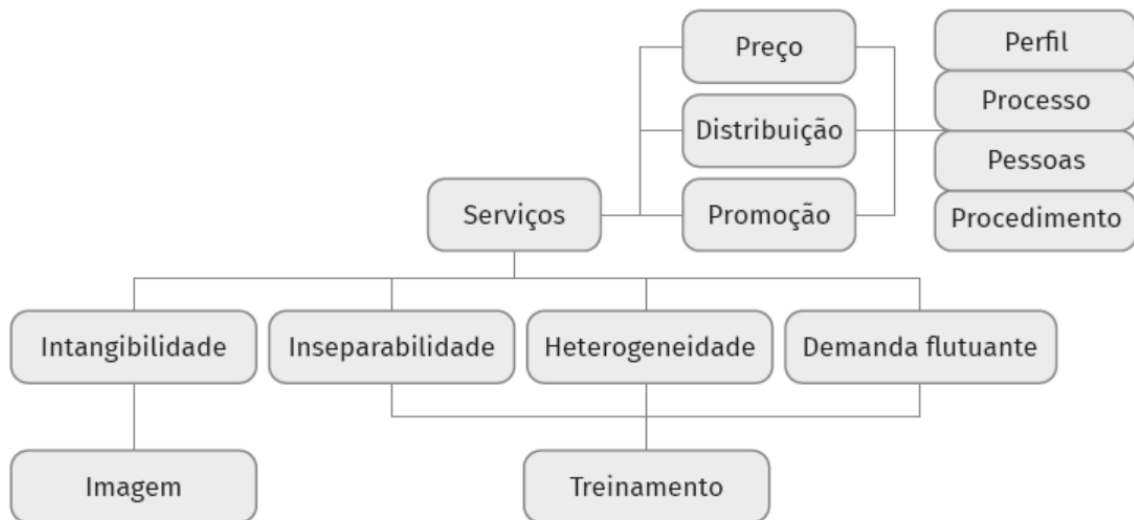 Preço
Perfil
Processo
Distribuição
Pessoas
Serviços
Promoção
Procedimento
Intangibilidade
Inseparabilidade
Heterogeneidade
Demanda flutuante
Imagem
Treinamento